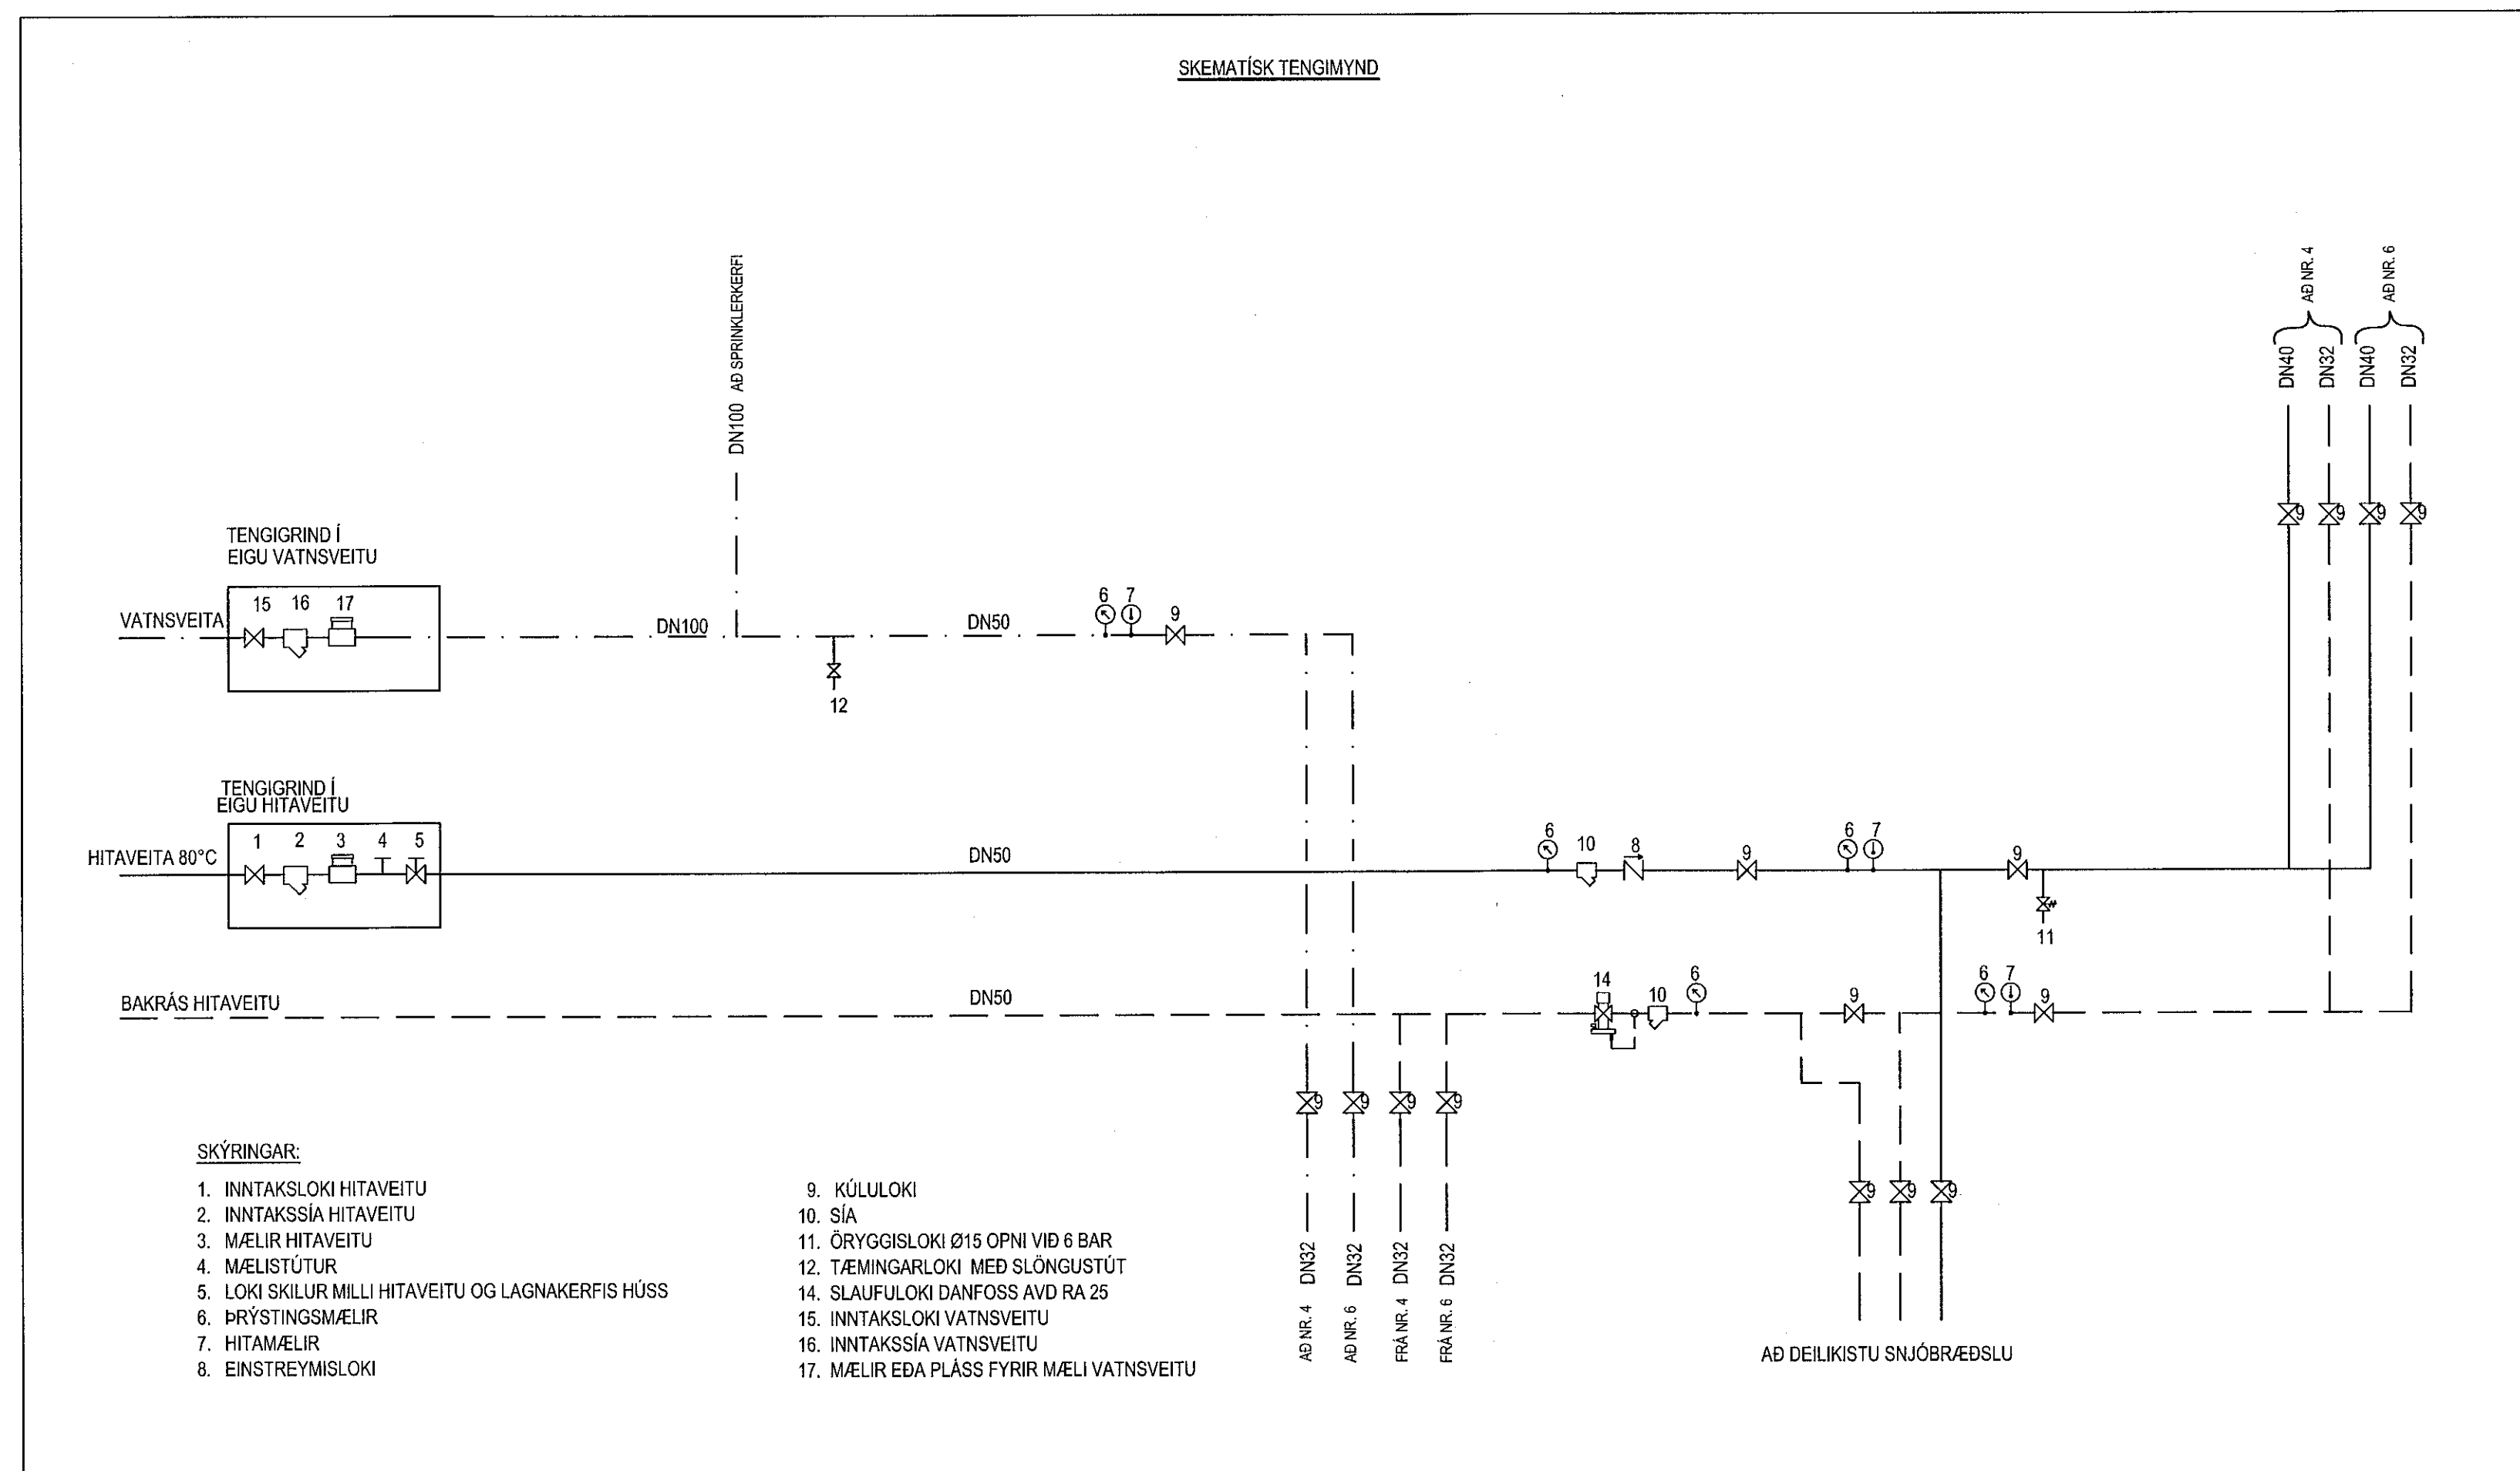 SKEMATÍSK TENGIMYND
DN100 AÐ SPRINKLERKERFI
AÐ NR. 4
AÐ NR. 6
DN40
DN32
DN40
DN32
9
9
9
9
TENGIGRIND Í
EIGU VATNSVEITU
VATNSVEITA
15
16
17
DN100
DN50
6
7
9
12
TENGIGRIND Í
EIGU HITAVEITU
HITAVEITA 80°C
1
2
3
4
5
DN50
6
10
8
9
6
7
9
11
BAKRÁS HITAVEITU
DN50
14
10
6
9
6
7
9
9
9
9
9
9
9
9
DN32
DN32
DN32
DN32
AÐ NR. 4
AÐ NR. 6
FRÁ NR. 4
FRÁ NR. 6
AÐ DEILIKISTU SNJÓBRÆÐSLU
SKÝRINGAR:
1. INNTAKSLOKI HITAVEITU
2. INNTAKSSÍA HITAVEITU
3. MÆLIR HITAVEITU
4. MÆLISTÚTUR
5. LOKI SKILUR MILLI HITAVEITU OG LAGNAKERFIS HÚSS
6. ÞRÝSTINGSMÆLIR
7. HITAMÆLIR
8. EINSTREYMISLOKI
9. KÚLULOKI
10. SÍA
11. ÖRYGGISLOKI Ø15 OPNI VIÐ 6 BAR
12. TÆMINGARLOKI MEÐ SLÖNGUSTÚT
14. SLAUFULOKI DANFOSS AVD RA 25
15. INNTAKSLOKI VATNSVEITU
16. INNTAKSSÍA VATNSVEITU
17. MÆLIR EÐA PLÁSS FYRIR MÆLI VATNSVEITU